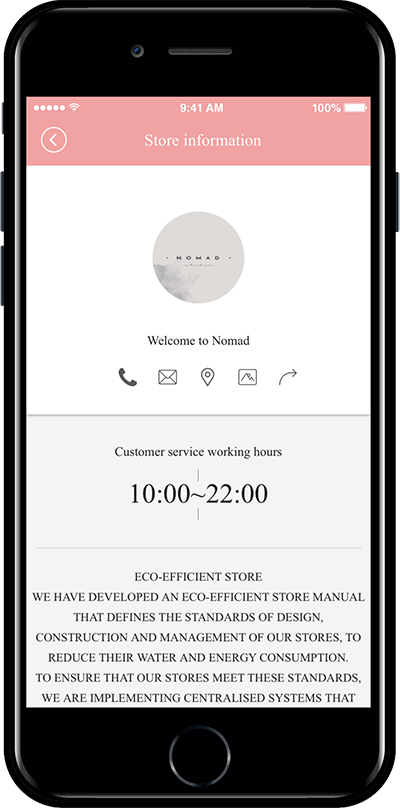 9:41 AM
100%
Store information
· NOMAD ·
Welcome to Nomad
Customer service working hours
10:00~22:00
ECO-EFFICIENT STORE
WE HAVE DEVELOPED AN ECO-EFFICIENT STORE MANUAL
THAT DEFINES THE STANDARDS OF DESIGN,
CONSTRUCTION AND MANAGEMENT OF OUR STORES, TO
REDUCE THEIR WATER AND ENERGY CONSUMPTION.
TO ENSURE THAT OUR STORES MEET THESE STANDARDS,
WE ARE IMPLEMENTING CENTRALISED SYSTEMS THAT